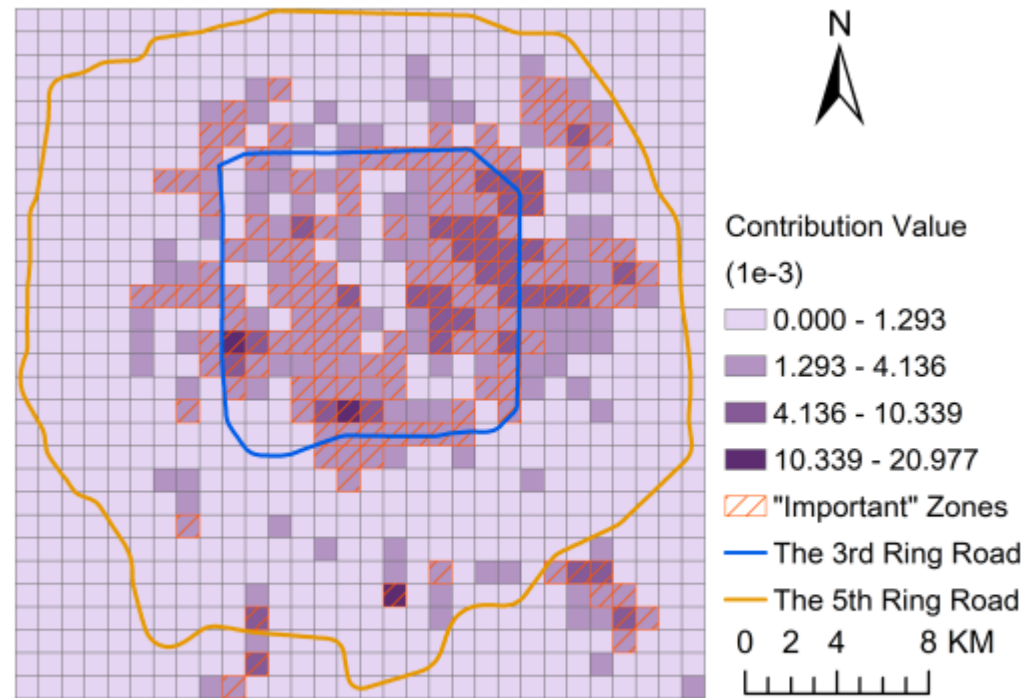 N
Contribution Value
(1e-3)
0.000 - 1.293
1.293 - 4.136
4.136 - 10.339
10.339 - 20.977
"Important" Zones
The 3rd Ring Road
The 5th Ring Road
0 2 4 8 KM